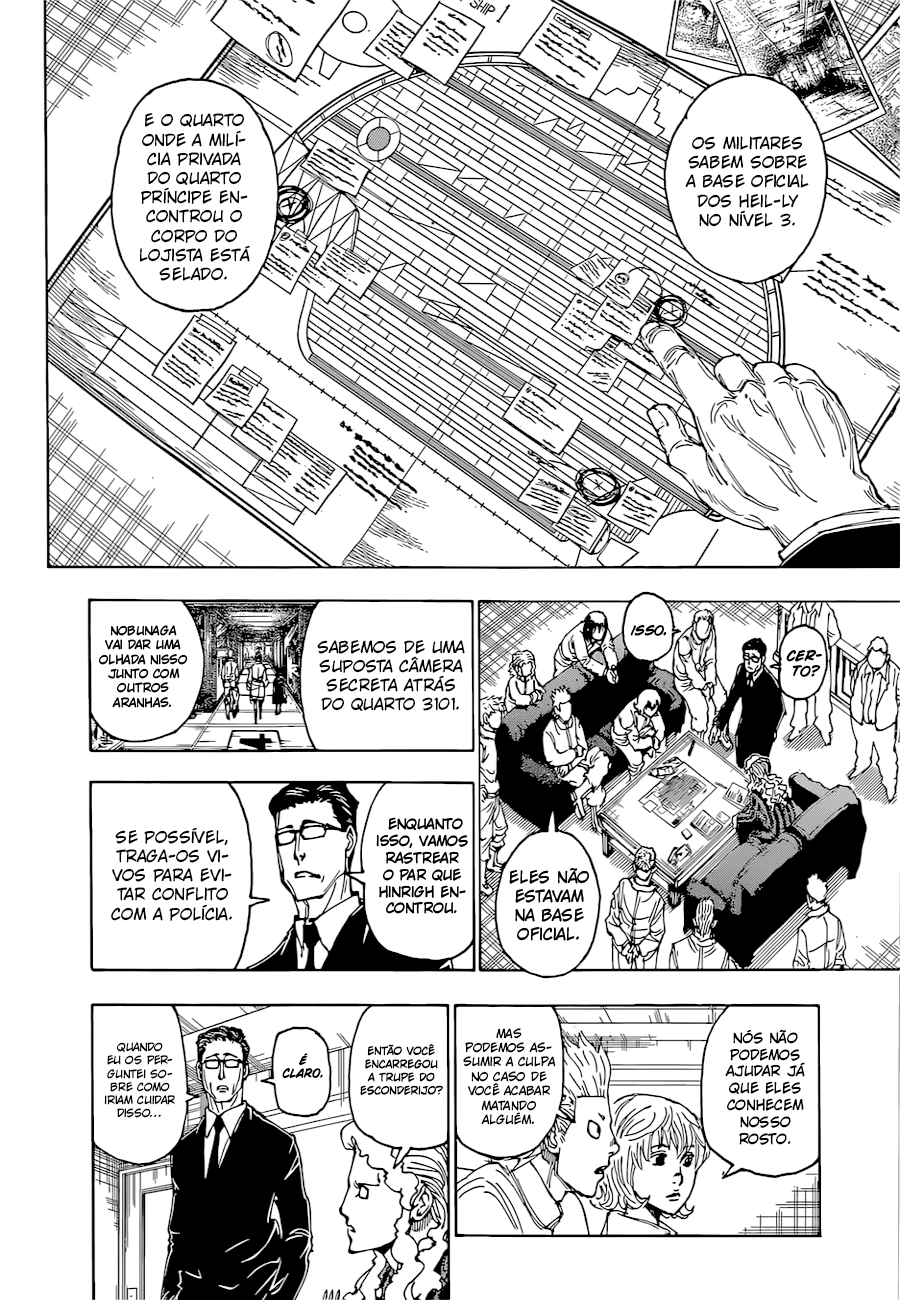 SHIP 1
OS MILITARES
SABEM SOBRE
A BASE OFICIAL
DOS HEIL-LY
NO NÍVEL 3.
E O QUARTO
ONDE A MILÍ-
CIA PRIVADA
DO QUARTO
PRÍNCIPE EN-
CONTROU O
CORPO DO
LOJISTA ESTÁ
SELADO.
CER-
TO?
ISSO.
ELES NÃO
ESTAVAM
NA BASE
OFICIAL.
SABEMOS DE UMA
SUPOSTA CÂMERA
SECRETA ATRÁS
DO QUARTO 3101.
NOBUNAGA
VAI DAR UMA
OLHADA NISSO
JUNTO COM
OUTROS
ARANHAS.
4
ENQUANTO
ISSO, VAMOS
RASTREAR
O PAR QUE
HINRIGH EN-
CONTROU.
SE POSSÍVEL,
TRAGA-OS VI-
VOS PARA EVI-
TAR CONFLITO
COM A POLÍCIA.
NÓS NÃO
PODEMOS
AJUDAR JÁ
QUE ELES
CONHECEM
NOSSO
ROSTO.
MAS
PODEMOS AS-
SUMIR A CULPA
NO CASO DE
VOCÊ ACABAR
MATANDO
ALGUÉM.
ENTÃO VOCÊ
ENCARREGOU
A TRUPE DO
ESCONDERIJO?
É
CLARO.
QUANDO
EU OS PER-
GUNTEI SO-
BRE COMO
IRIAM CUIDAR
DISSO...